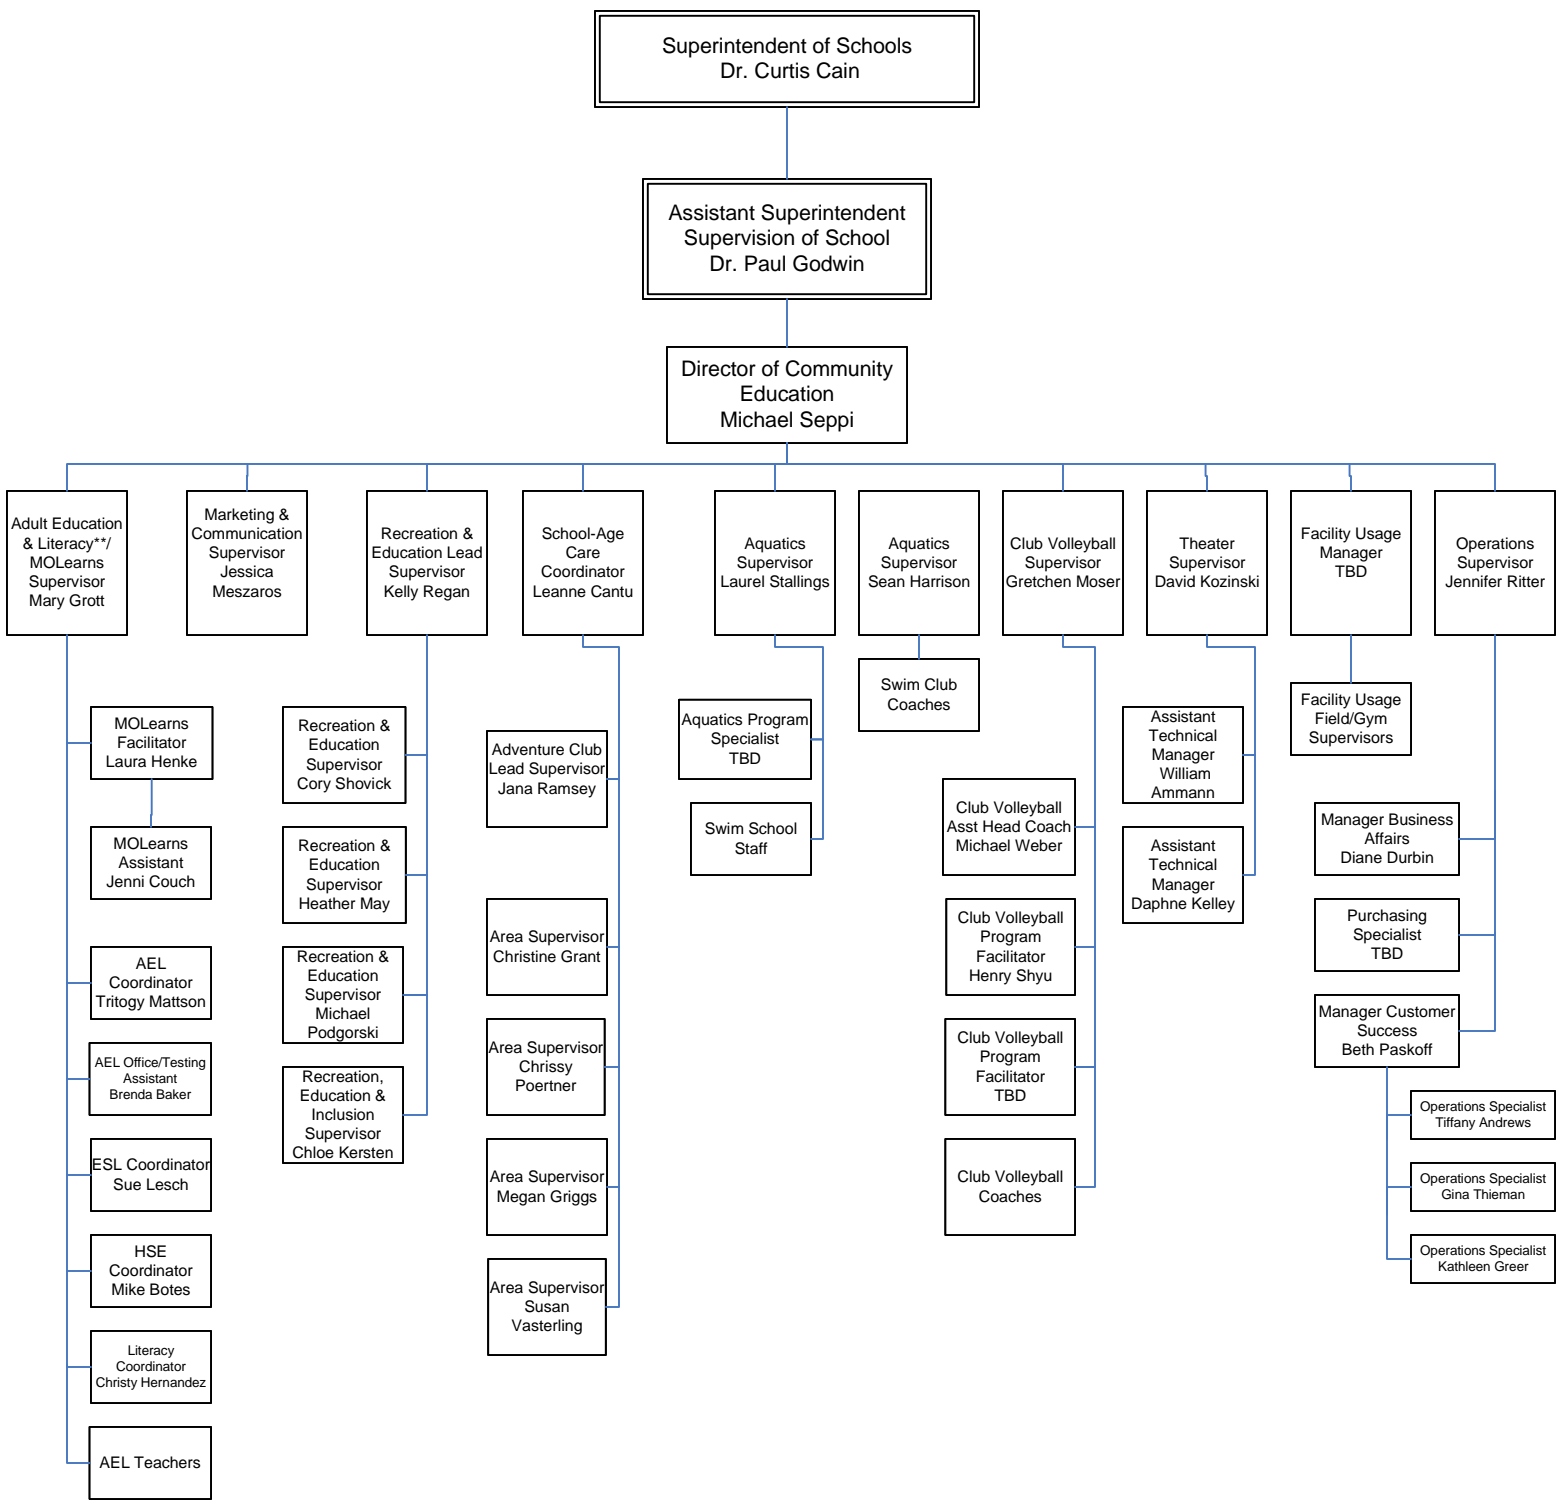 Superintendent of Schools
Dr. Curtis Cain
Assistant Superintendent
Supervision of School
Dr. Paul Godwin
Director of Community
Education
Michael Seppi
Adult Education
& Literacy**/
MOLearns
Supervisor
Mary Grott
Marketing &
Communication
Supervisor
Jessica
Meszaros
Recreation &
Education Lead
Supervisor
Kelly Regan
School-Age
Care
Coordinator
Leanne Cantu
Aquatics
Supervisor
Laurel Stallings
Aquatics
Supervisor
Sean Harrison
Club Volleyball
Supervisor
Gretchen Moser
Theater
Supervisor
David Kozinski
Facility Usage
Manager
TBD
Operations
Supervisor
Jennifer Ritter
MOLearns
Facilitator
Laura Henke
MOLearns
Assistant
Jenni Couch
AEL
Coordinator
Tritogy Mattson
AEL Office/Testing
Assistant
Brenda Baker
ESL Coordinator
Sue Lesch
HSE
Coordinator
Mike Botes
Literacy
Coordinator
Christy Hernandez
AEL Teachers
Recreation &
Education
Supervisor
Cory Shovick
Recreation &
Education
Supervisor
Heather May
Recreation &
Education
Supervisor
Michael
Podgorski
Recreation,
Education &
Inclusion
Supervisor
Chloe Kersten
Adventure Club
Lead Supervisor
Jana Ramsey
Area Supervisor
Christine Grant
Area Supervisor
Chrissy
Poertner
Area Supervisor
Megan Griggs
Area Supervisor
Susan
Vasterling
Aquatics Program
Specialist
TBD
Swim School
Staff
Swim Club
Coaches
Club Volleyball
Asst Head Coach
Michael Weber
Club Volleyball
Program
Facilitator
Henry Shyu
Club Volleyball
Program
Facilitator
TBD
Club Volleyball
Coaches
Assistant
Technical
Manager
William
Ammann
Assistant
Technical
Manager
Daphne Kelley
Facility Usage
Field/Gym
Supervisors
Manager Business
Affairs
Diane Durbin
Purchasing
Specialist
TBD
Manager Customer
Success
Beth Paskoff
Operations Specialist
Tiffany Andrews
Operations Specialist
Gina Thieman
Operations Specialist
Kathleen Greer